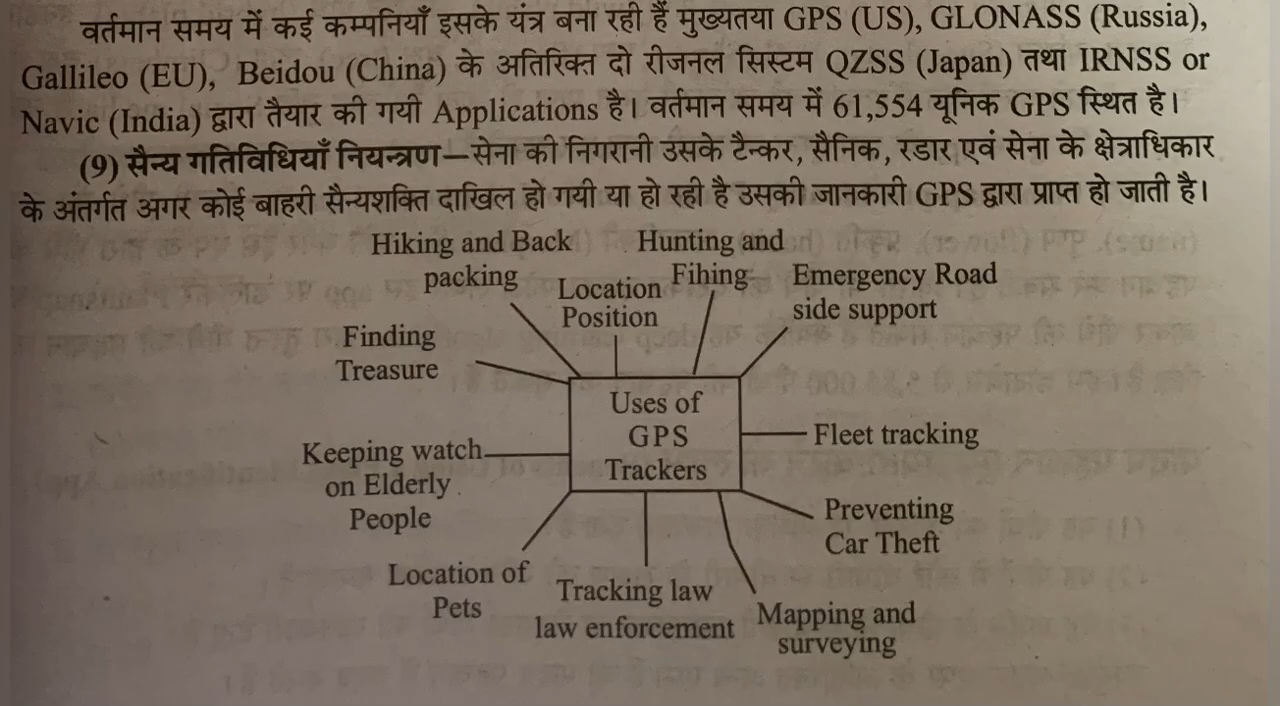 वर्तमान समय में कई कम्पनियाँ इसके यंत्र बना रही हैं मुख्यतया GPS (US), GLONASS (Russia),
Gallileo (EU), Beidou (China) के अतिरिक्त दो रीजनल सिस्टम QZSS (Japan) तथा IRNSS or
Navic (India) द्वारा तैयार की गयी Applications है। वर्तमान समय में 61,554 यूनिक GPS स्थित है।
(9) सैन्य गतिविधियाँ नियन्त्रण–सेना की निगरानी उसके टैन्कर, सैनिक, रडार एवं सेना के क्षेत्राधिकार
के अंतर्गत अगर कोई बाहरी सैन्यशक्ति दाखिल हो गयी या हो रही है उसकी जानकारी GPS द्वारा प्राप्त हो जाती है।
Hiking and Back
packing
Location
Position
Hunting and
Fihing
Emergency Road
side support
Finding
Treasure
Uses of
GPS
Trackers
Fleet tracking
Keeping watch
on Elderly
People
Preventing
Car Theft
Location of
Pets
Tracking law
law enforcement
Mapping and
surveying